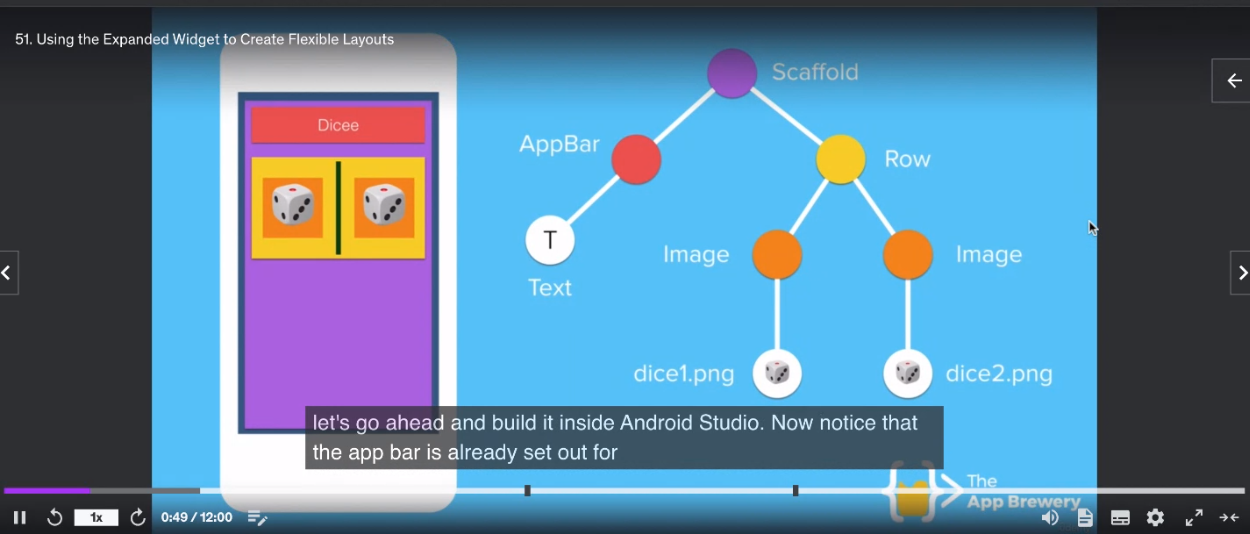 51. Using the Expanded Widget to Create Flexible Layouts
Scaffold
Dicee
AppBar
Row
T
Image
Image
Text
dice1.png
dice2.png
let's go ahead and build it inside Android Studio. Now notice that
the app bar is already set out for
The
App Brewery
1x
0:49 / 12:00